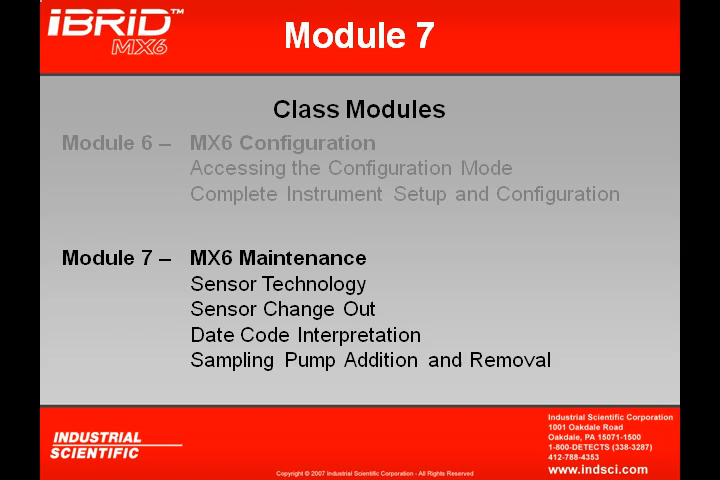 iBRiD™
MX6
Module 7
Class Modules
Module 6 – MX6 Configuration
Accessing the Configuration Mode
Complete Instrument Setup and Configuration
Module 7 – MX6 Maintenance
Sensor Technology
Sensor Change Out
Date Code Interpretation
Sampling Pump Addition and Removal
INDUSTRIAL
SCIENTIFIC
Copyright © 2007 Industrial Scientific Corporation - All Rights Reserved
Industrial Scientific Corporation
1001 Oakdale Road
Oakdale, PA 15071-1500
1-800-DETECTS (338-3287)
412-788-4353
www.indsci.com